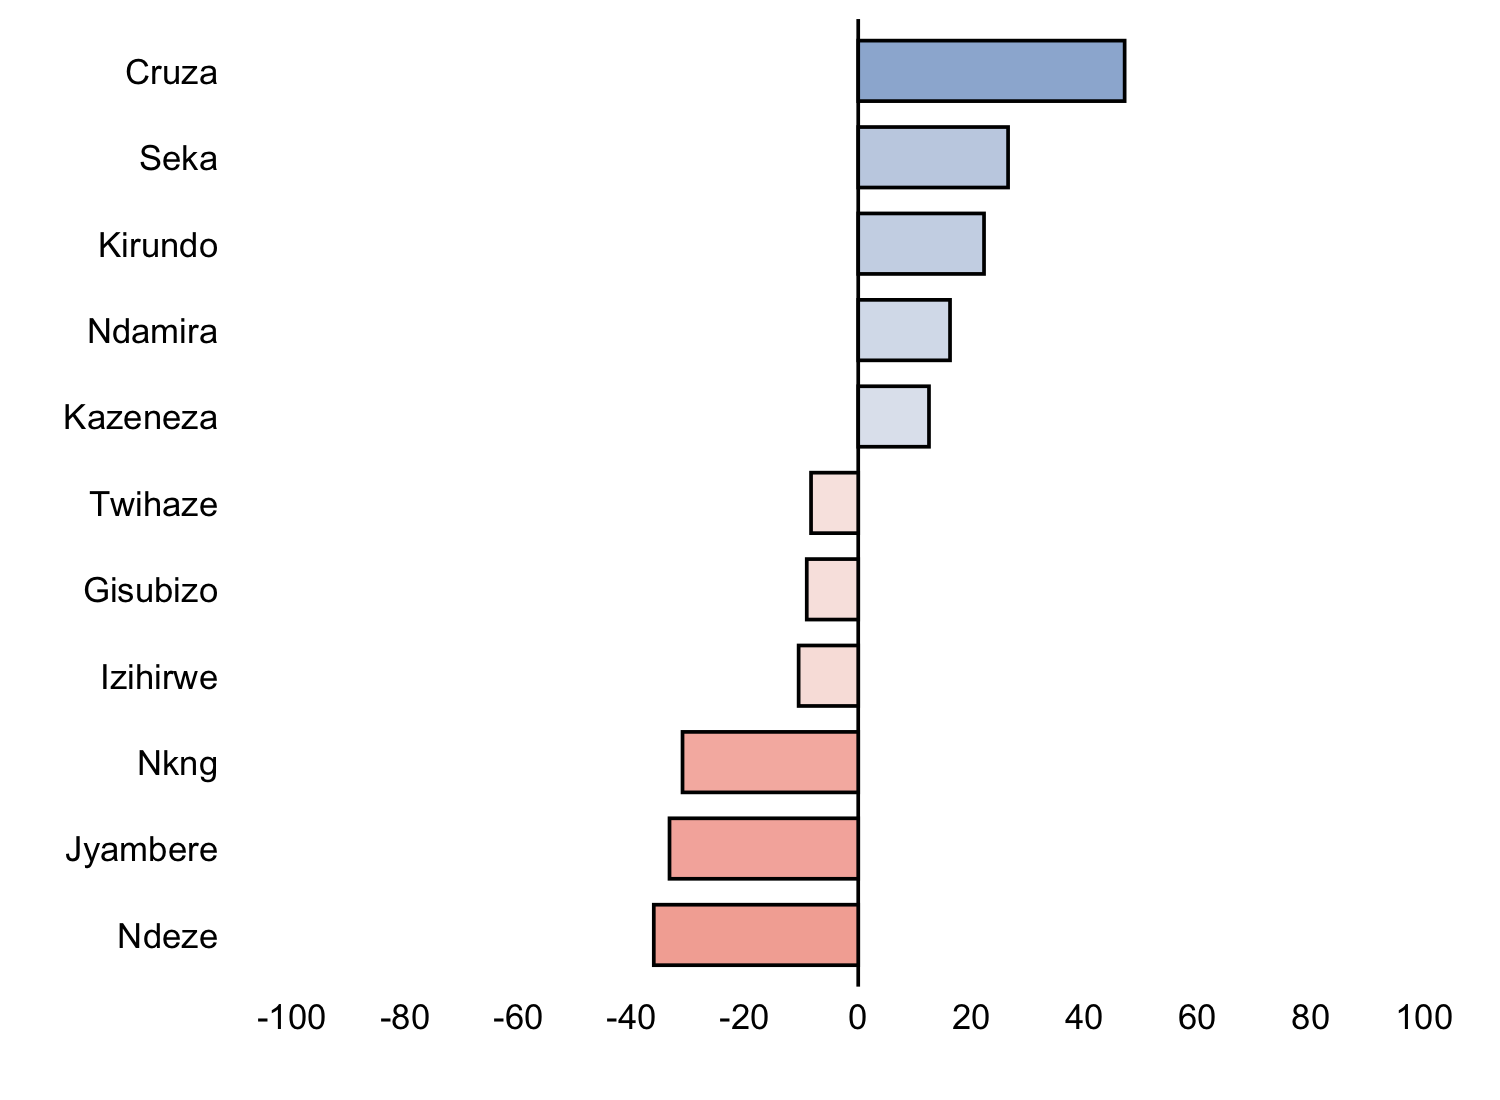 Cruza
Seka
Kirundo
Ndamira
Kazeneza
Twihaze
Gisubizo
Izihirwe
Nkng
Jyambere
Ndeze
-100 -80 -60 -40 -20 0 20 40 60 80 100